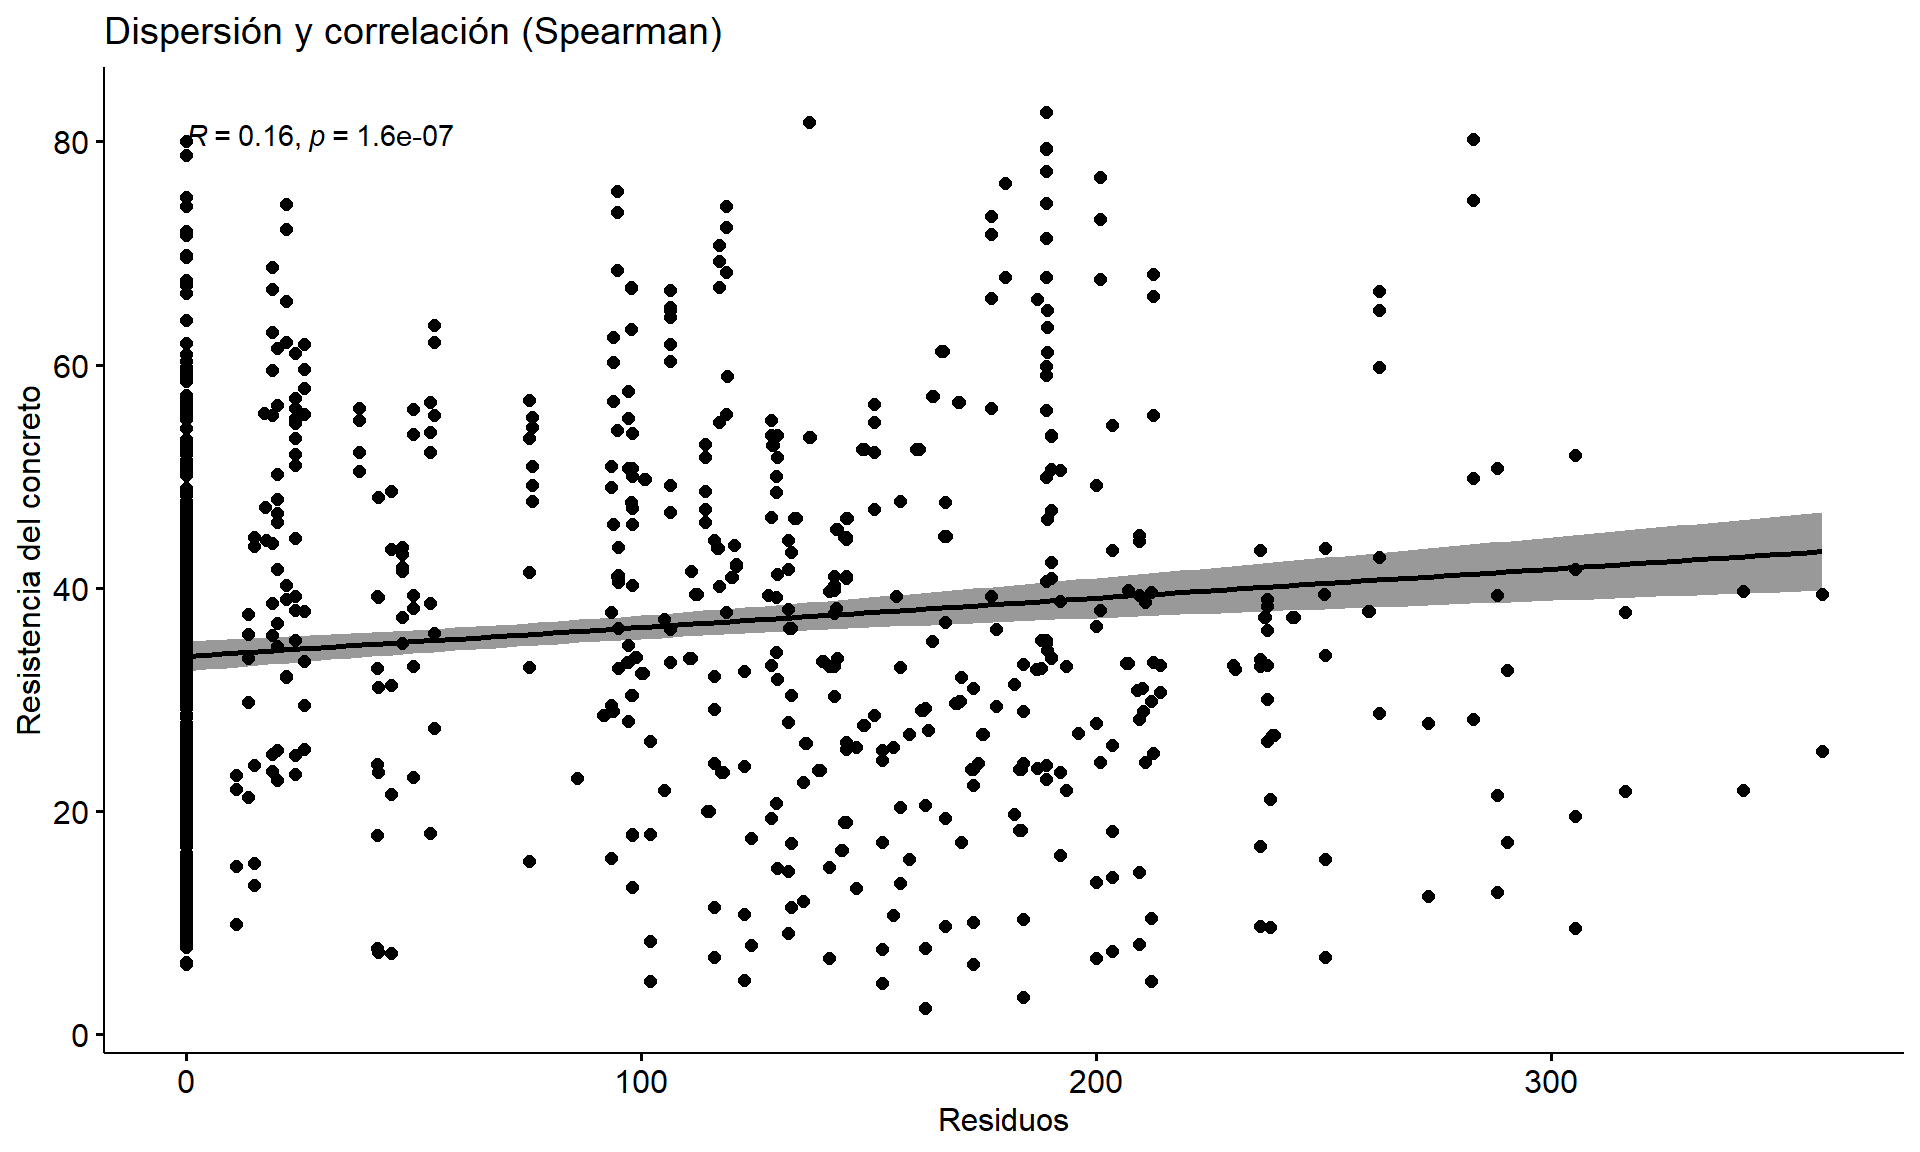 Dispersión y correlación (Spearman)
R = 0.16, p = 1.6e-07
80
60
40
20
0
Resistencia del concreto
0 100 200 300
Residuos